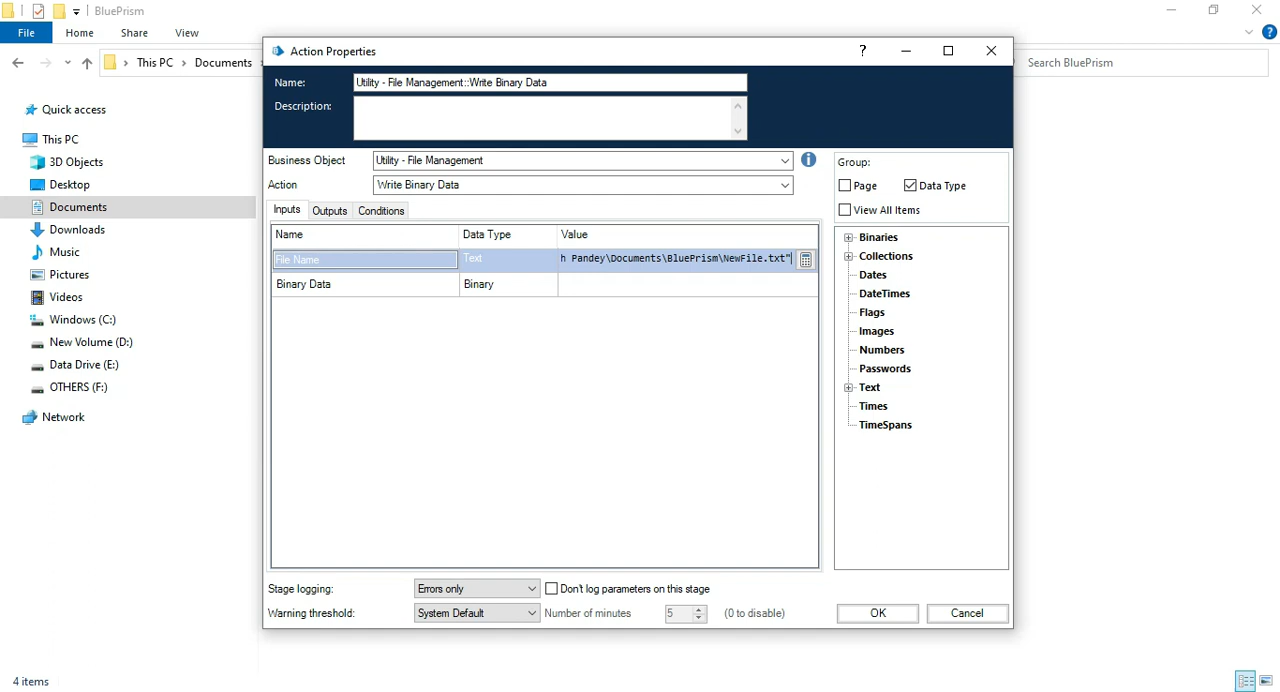 BluePrism
File Home Share View
This PC Documents
Search BluePrism
Quick access
This PC
3D Objects
Desktop
Documents
Downloads
Music
Pictures
Videos
Windows (C:)
New Volume (D:)
Data Drive (E:)
OTHERS (F:)
Network
4 items
Action Properties
?
Name: Utility - File Management::Write Binary Data
Description:
Business Object Utility - File Management
Action Write Binary Data
Inputs Outputs Conditions
Name Data Type Value
File Name Text h Pandey\Documents\BluePrism\NewFile.txt"
Binary Data Binary
Group:
Page Data Type
View All Items
Binaries
Collections
Dates
DateTimes
Flags
Images
Numbers
Passwords
Text
Times
TimeSpans
Stage logging: Errors only Don't log parameters on this stage
Warning threshold: System Default Number of minutes 5 (0 to disable)
OK Cancel